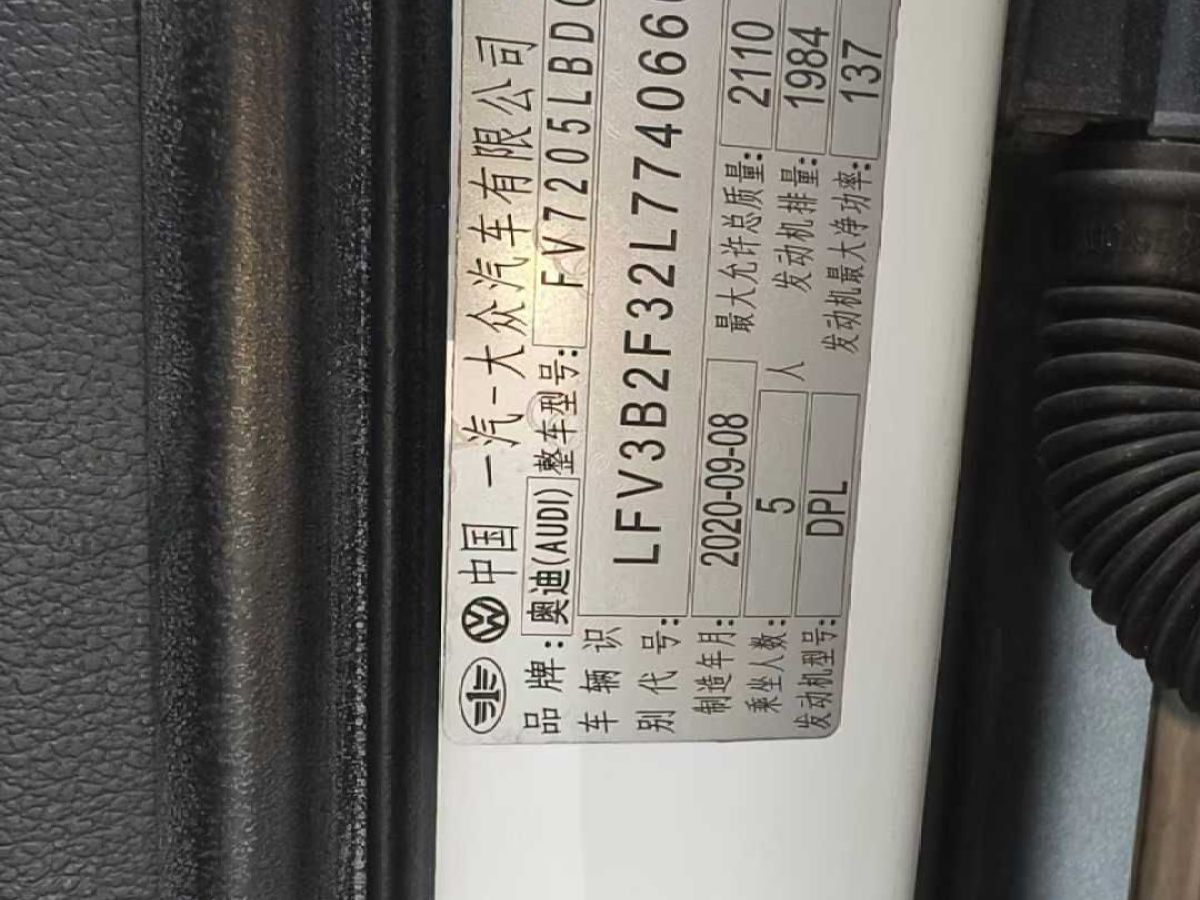 中国 一汽-大众汽车有限公司
品牌: 奥迪(AUDI) 整车型号: FV7205LBD
车辆识别代号: LFV3B2F32L774066
制造年月: 2020-09-08 最大允许总质量: 2110
乘坐人数: 5 人 发动机排量: 1984
发动机型号: DPL 发动机最大净功率: 137